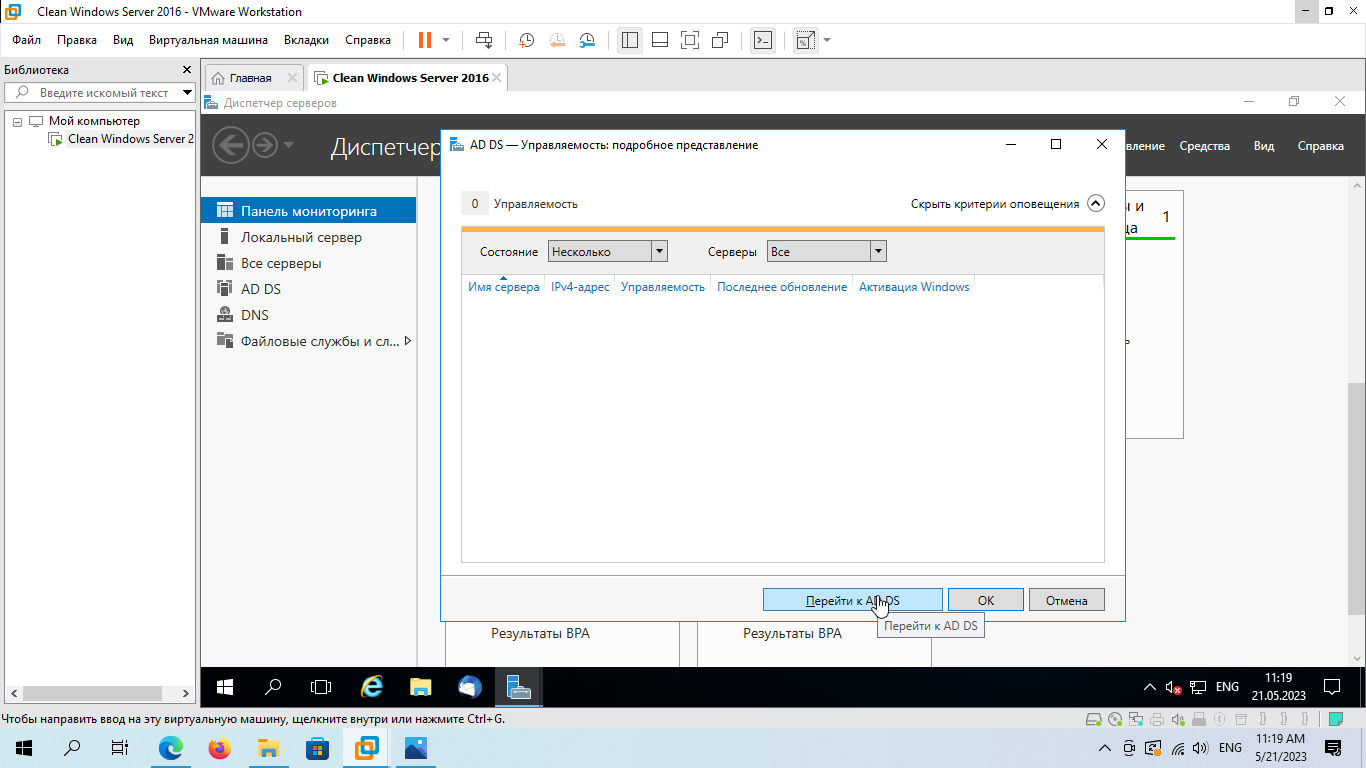 Clean Windows Server 2016 - VMware Workstation
Файл Правка Вид Виртуальная машина Вкладки Справка
Библиотека
Введите искомый текст
Мой компьютер
Clean Windows Server 2
Главная
Clean Windows Server 2016
Диспетчер серверов
Диспетчер
вление Средства Вид Справка
Панель мониторинга
Локальный сервер
Все серверы
AD DS
DNS
Файловые службы и сл...
AD DS — Управляемость: подробное представление
0 Управляемость
Скрыть критерии оповещения
Состояние Несколько Серверы Все
Имя сервера IPv4-адрес Управляемость Последнее обновление Активация Windows
Перейти к AD DS
OK
Отмена
Перейти к AD DS
ы и
ца
1
Результаты BPA
Результаты BPA
ENG
11:19
21.05.2023
Чтобы направить ввод на эту виртуальную машину, щелкните внутри или нажмите Ctrl+G.
ENG
11:19 AM
5/21/2023